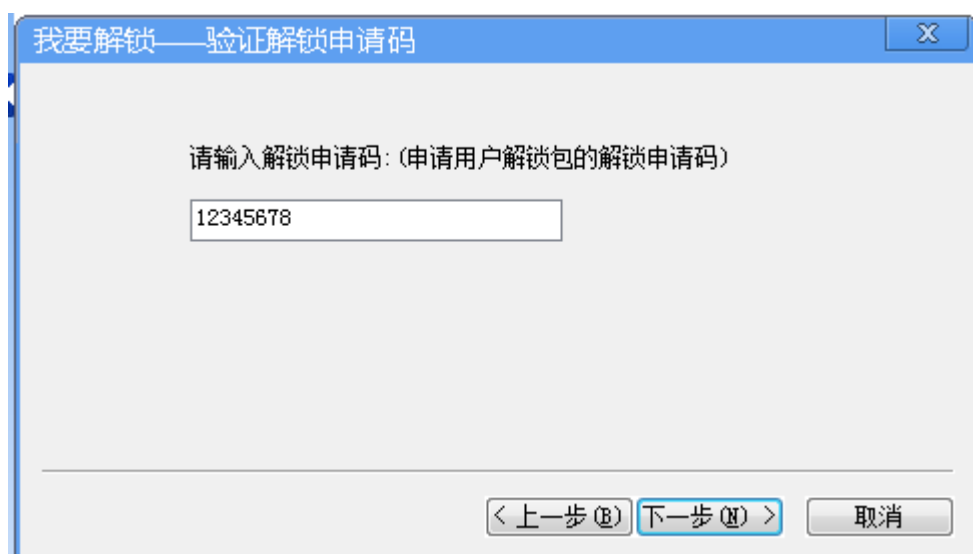 我要解锁——验证解锁申请码
请输入解锁申请码:(申请用户解锁包的解锁申请码)
12345678
< 上一步(B) 下一步(N) > 取消